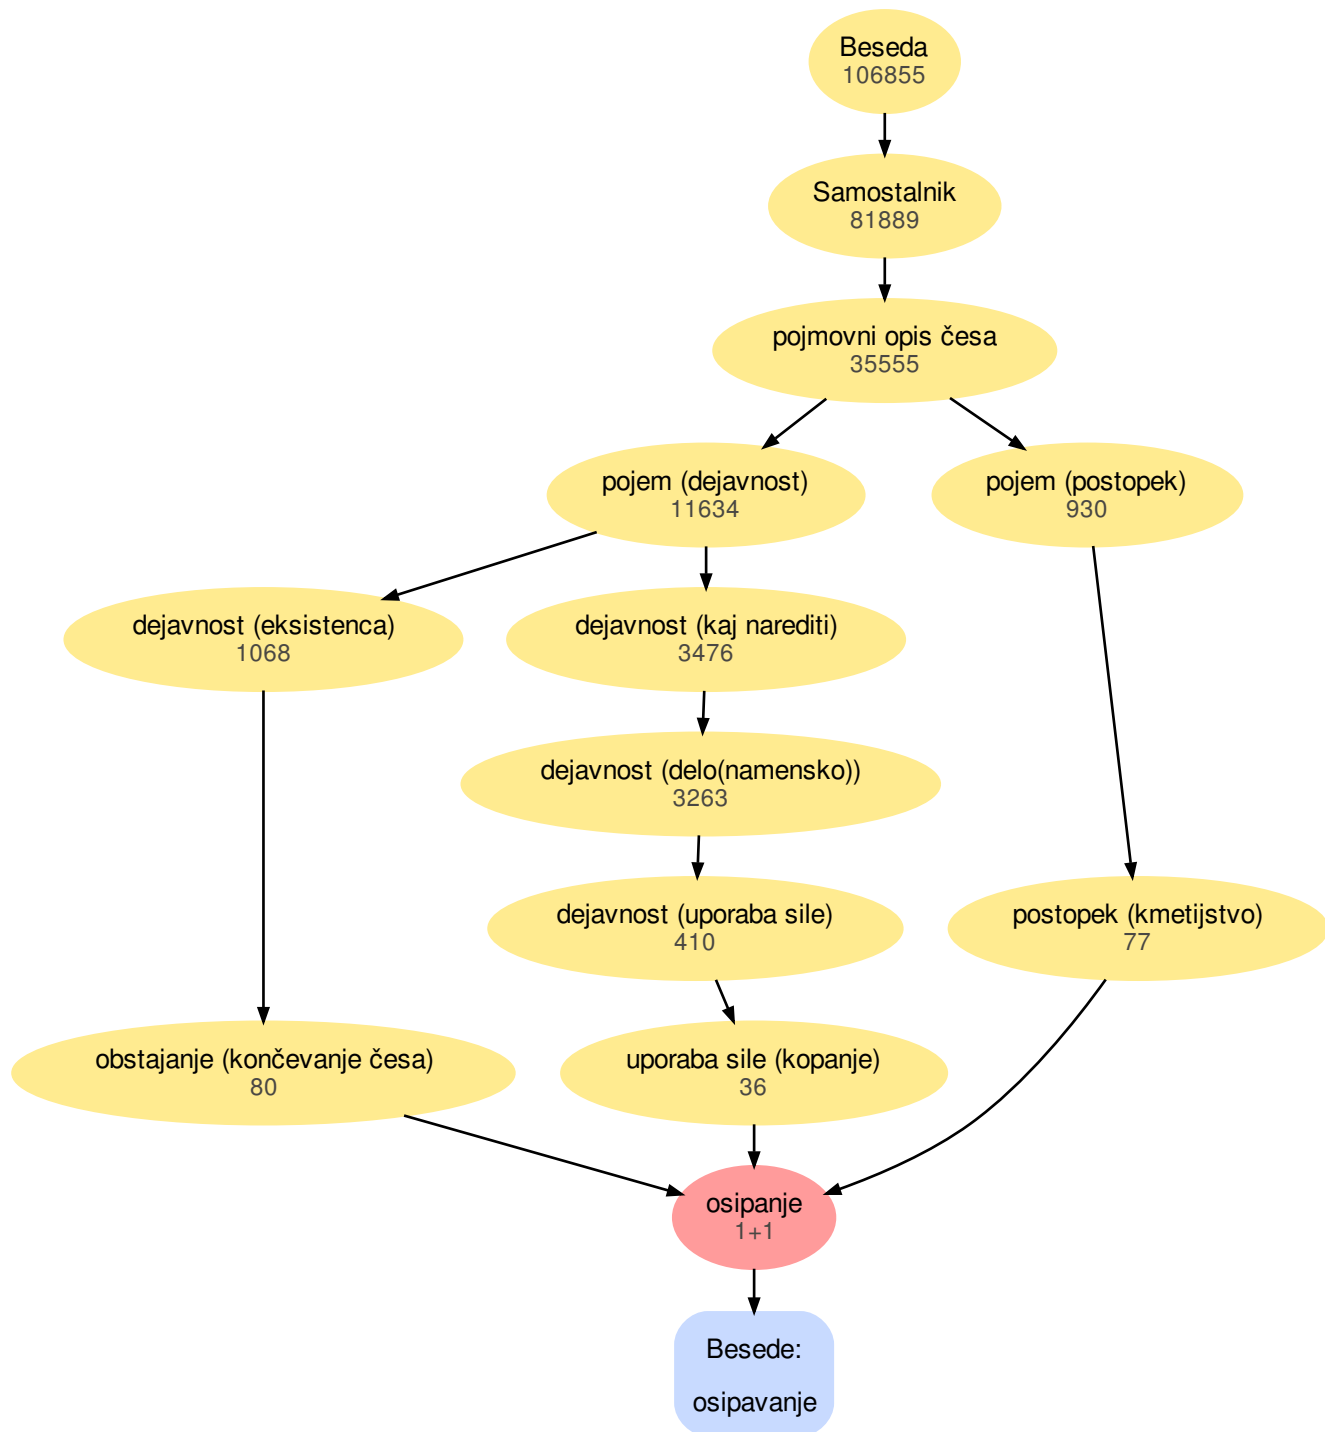 Beseda
106855
Samostalnik
81889
pojmovni opis česa
35555
pojem (dejavnost)
11634
pojem (postopek)
930
dejavnost (eksistenca)
1068
dejavnost (kaj narediti)
3476
dejavnost (delo(namensko))
3263
dejavnost (uporaba sile)
410
postopek (kmetijstvo)
77
obstajanje (končevanje česa)
80
uporaba sile (kopanje)
36
osipanje
1+1
Besede:
osipavanje